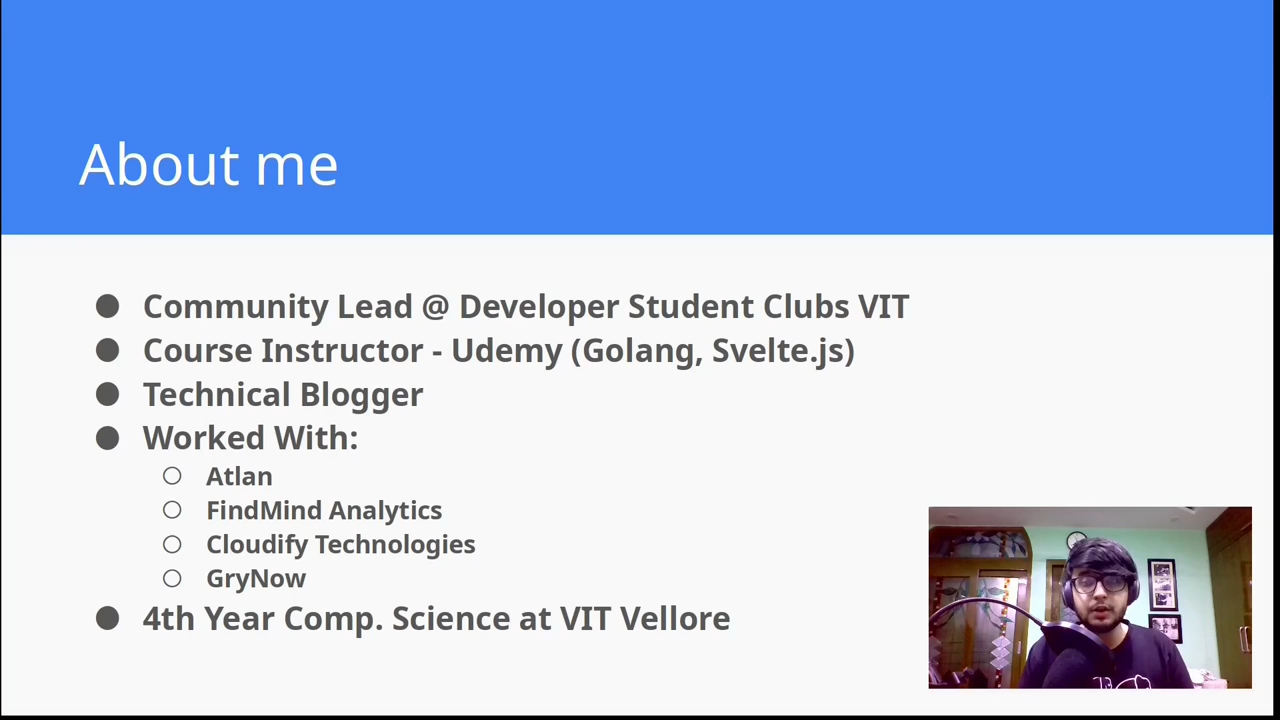 About me
Community Lead @ Developer Student Clubs VIT
Course Instructor - Udemy (Golang, Svelte.js)
Technical Blogger
Worked With:
Atlan
FindMind Analytics
Cloudify Technologies
GryNow
4th Year Comp. Science at VIT Vellore